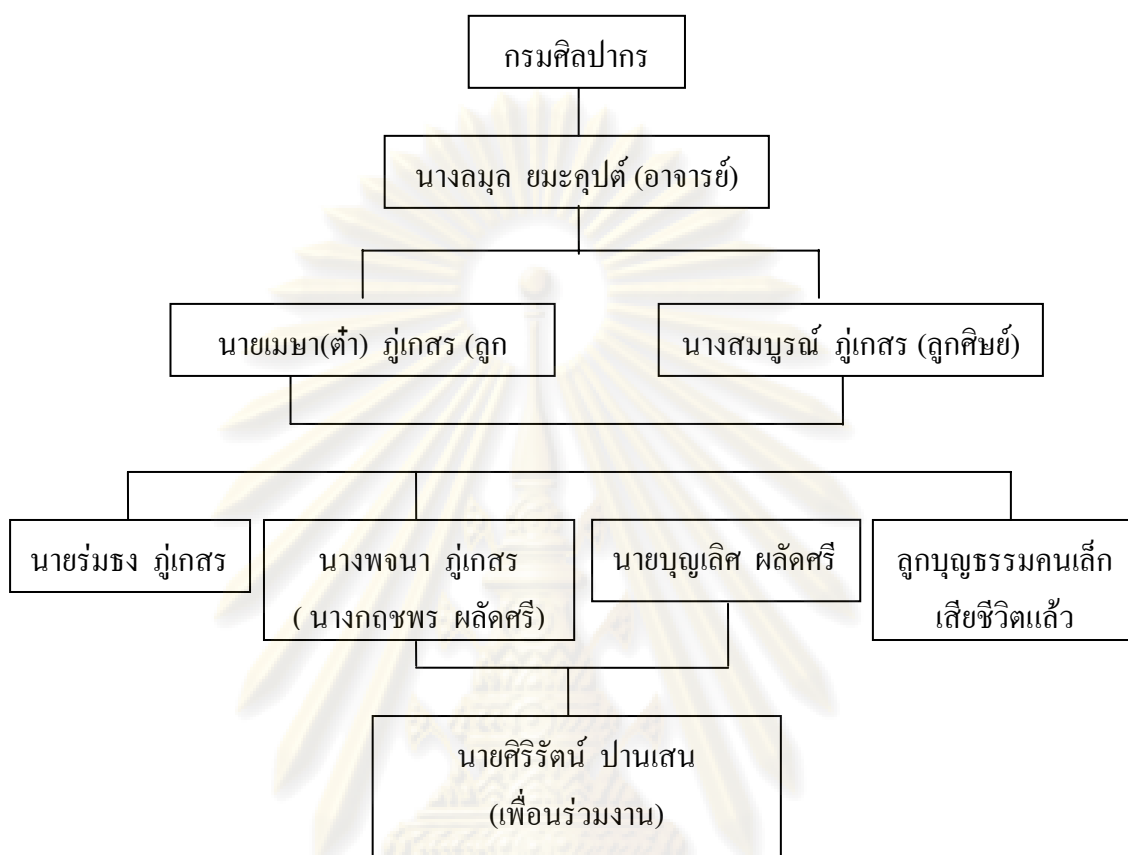 กรมศิลปากร
นางลมุล ยมะคุปต์ (อาจารย์)
นายเมษา(ต๋ำ) ภู่เกสร (ลูก
นางสมบูรณ์ ภู่เกสร (ลูกศิษย์)
นายร่มธง ภู่เกสร
นางพจนา ภู่เกสร
( นางกฤชพร ผลัดศรี)
นายบุญเลิศ ผลัดศรี
ลูกบุญธรรมคนเล็ก
เสียชีวิตแล้ว
นายศิริรัตน์ ปานเสน
(เพื่อนร่วมงาน)